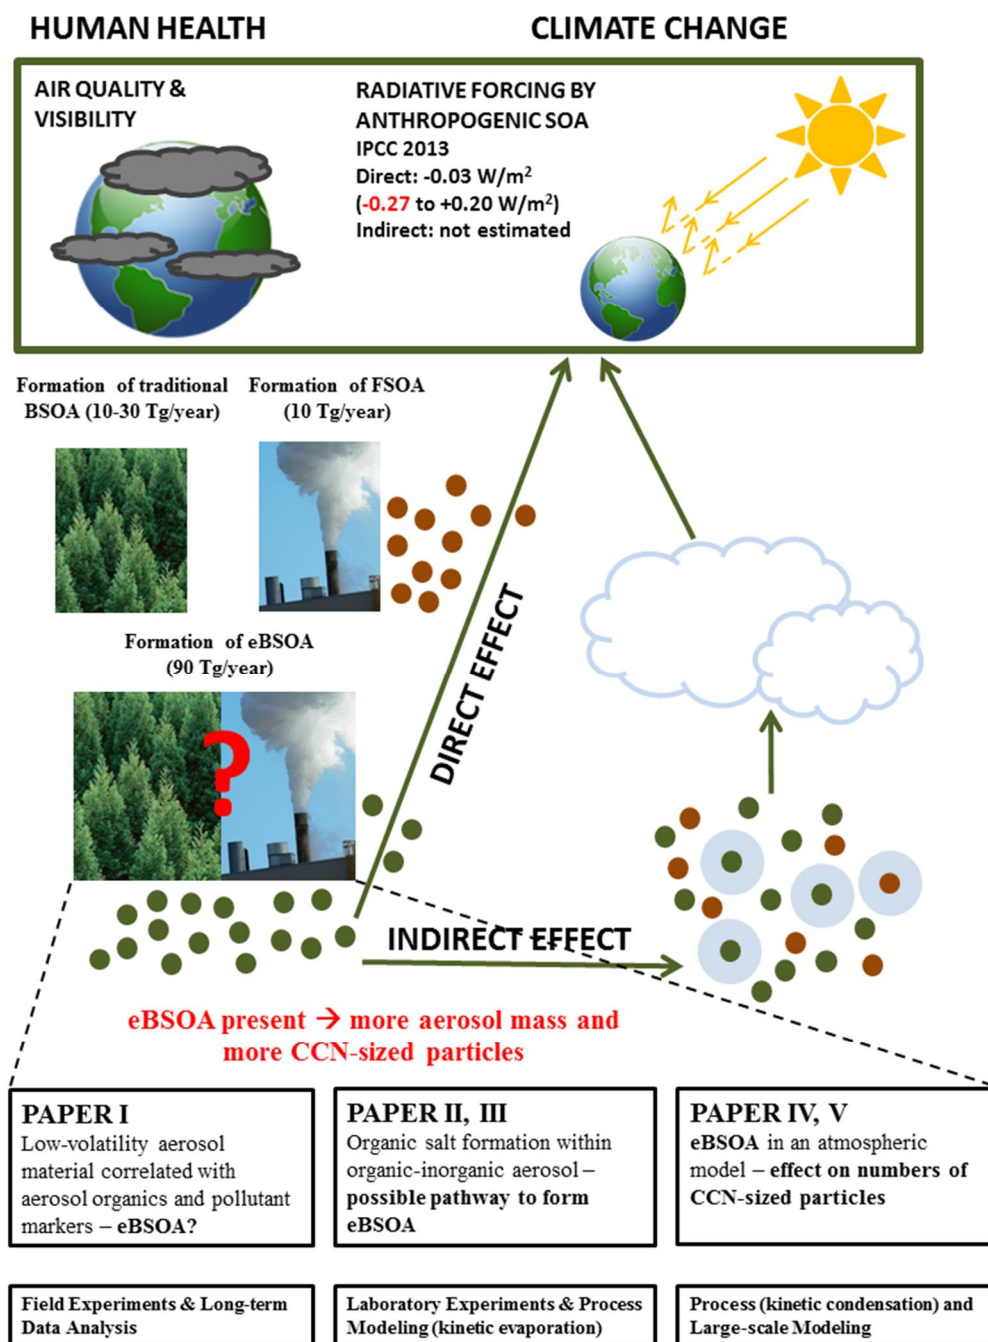 HUMAN HEALTH
CLIMATE CHANGE
AIR QUALITY &
VISIBILITY
RADIATIVE FORCING BY
ANTHROPOGENIC SOA
IPCC 2013
Direct: -0.03 W/m²
(-0.27 to +0.20 W/m²)
Indirect: not estimated
Formation of traditional
BSOA (10-30 Tg/year)
Formation of FSOA
(10 Tg/year)
Formation of eBSOA
(90 Tg/year)
?
DIRECT EFFECT
INDIRECT EFFECT
eBSOA present → more aerosol mass and
more CCN-sized particles
PAPER I
Low-volatility aerosol
material correlated with
aerosol organics and pollutant
markers – eBSOA?
PAPER II, III
Organic salt formation within
organic-inorganic aerosol –
possible pathway to form
eBSOA
PAPER IV, V
eBSOA in an atmospheric
model – effect on numbers of
CCN-sized particles
Field Experiments & Long-term
Data Analysis
Laboratory Experiments & Process
Modeling (kinetic evaporation)
Process (kinetic condensation) and
Large-scale Modeling